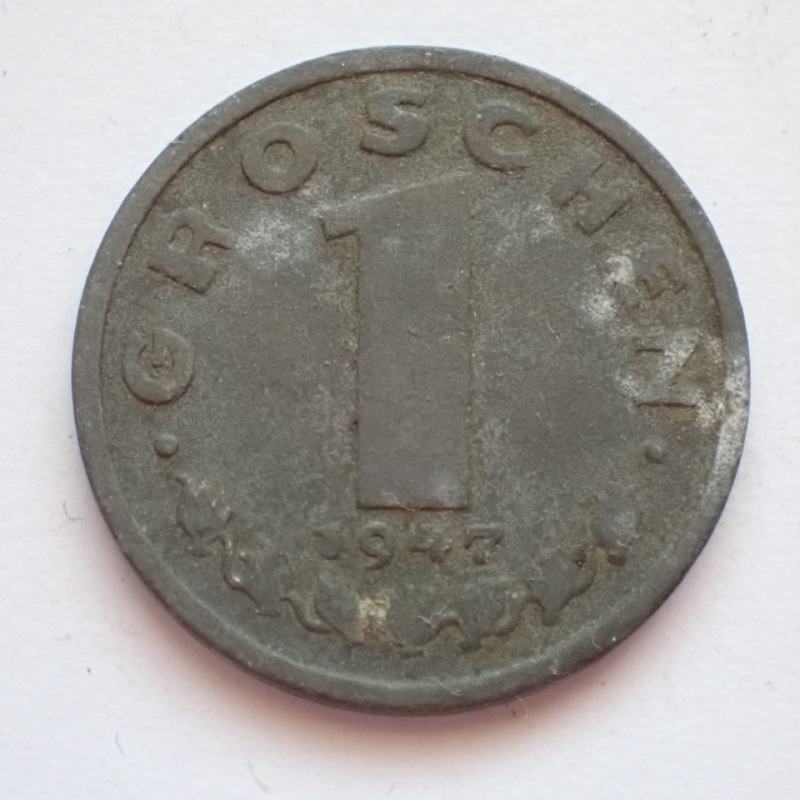 · GROSCHEN ·
1
1947